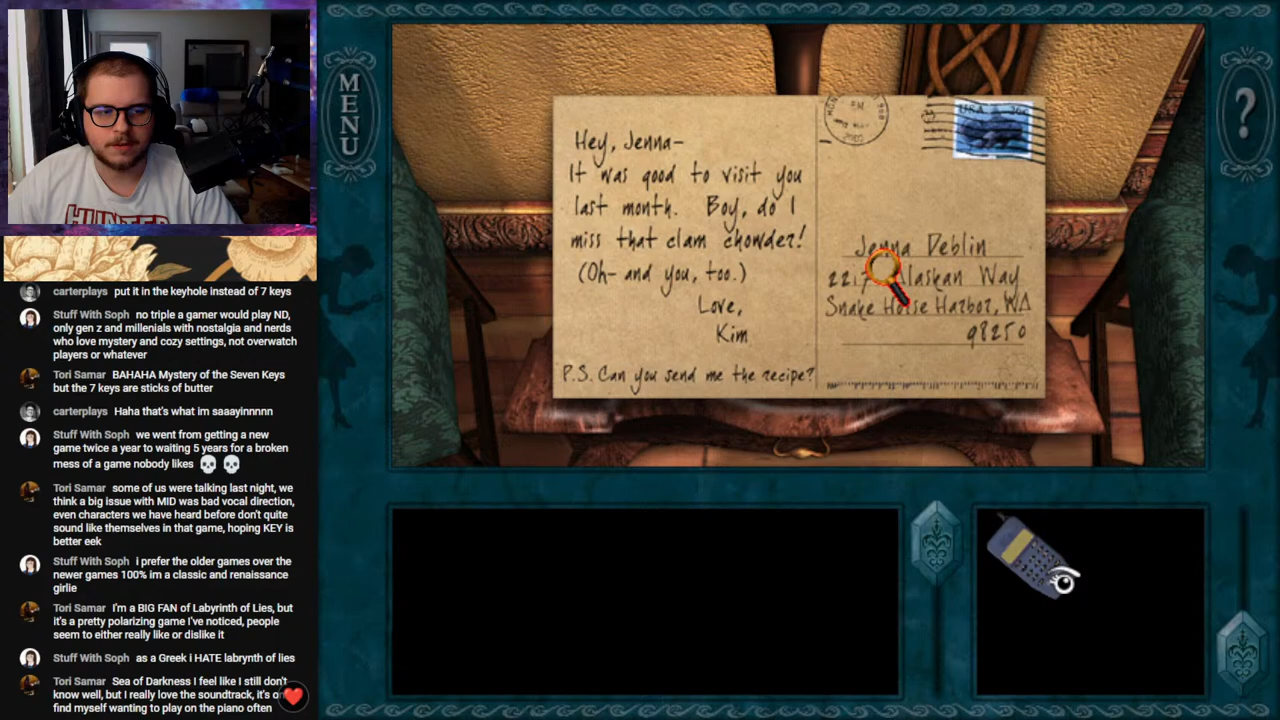 carterplays put it in the keyhole instead of 7 keys
Stuff With Soph no triple a gamer would play ND,
only gen z and millenials with nostalgia and nerds
who love mystery and cozy settings, not overwatch
players or whatever
Tori Samar BAHAHA Mystery of the Seven Keys
but the 7 keys are sticks of butter
carterplays Haha that's what im saaayinnnnn
Stuff With Soph we went from getting a new
game twice a year to waiting 5 years for a broken
mess of a game nobody likes 💀 💀
Tori Samar some of us were talking last night, we
think a big issue with MID was bad vocal direction,
even characters we have heard before don't quite
sound like themselves in that game, hoping KEY is
better eek
Stuff With Soph i prefer the older games over the
newer games 100% im a classic and renaissance
girlie
Tori Samar I'm a BIG FAN of Labyrinth of Lies, but
it's a pretty polarizing game I've noticed, people
seem to either really like or dislike it
Stuff With Soph as a Greek i HATE labrynth of lies
Tori Samar Sea of Darkness I feel like I still don't
know well, but I really love the soundtrack, it's
find myself wanting to play on the piano often
MENU
?
Hey, Jenna-
It was good to visit you
last month. Boy, do I
miss that clam chowder!
(Oh- and you, too.)
Love,
Kim
P.S. Can you send me the recipe?
PM
USA
Jenna Deblin
Alaskan Way
Snake Horse Harbor, WA
98250
HUNTER